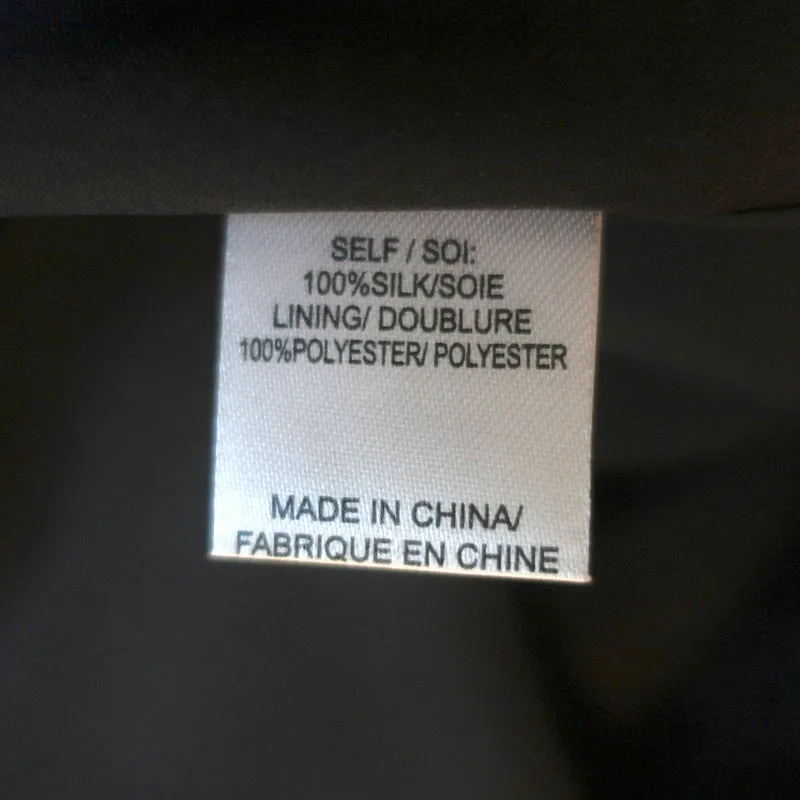 SELF / SOI:
100%SILK/SOIE
LINING/ DOUBLURE
100%POLYESTER/ POLYESTER
MADE IN CHINA/
FABRIQUE EN CHINE